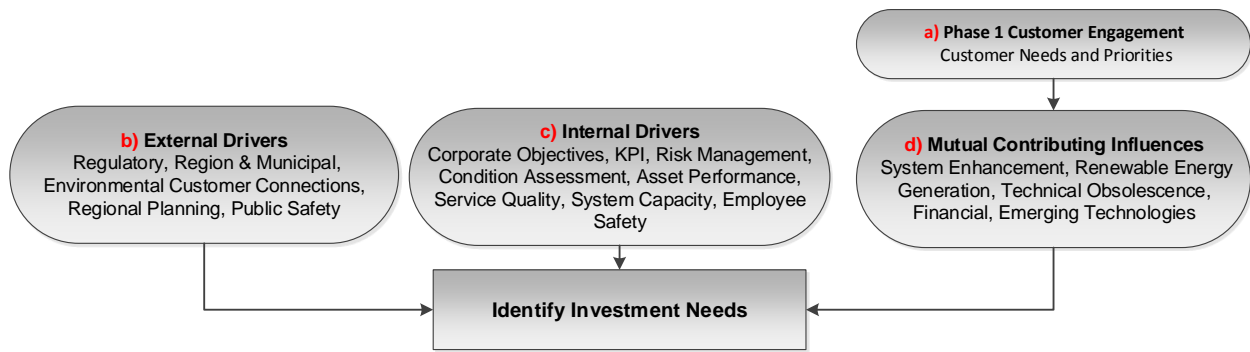 a) Phase 1 Customer Engagement
Customer Needs and Priorities
b) External Drivers
Regulatory, Region & Municipal,
Environmental Customer Connections,
Regional Planning, Public Safety
c) Internal Drivers
Corporate Objectives, KPI, Risk Management,
Condition Assessment, Asset Performance,
Service Quality, System Capacity, Employee
Safety
d) Mutual Contributing Influences
System Enhancement, Renewable Energy
Generation, Technical Obsolescence,
Financial, Emerging Technologies
Identify Investment Needs